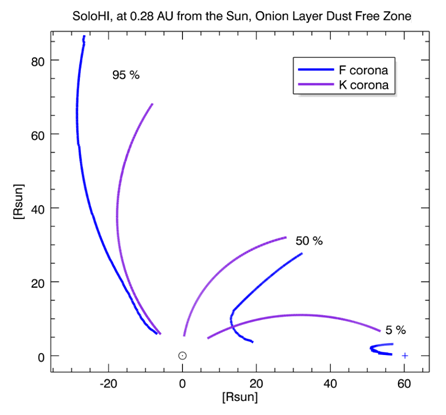 SoloHI, at 0.28 AU from the Sun, Onion Layer Dust Free Zone
F corona
K corona
95 %
50 %
5 %
80
60
40
20
0
[Rsun]
-20
0
20
40
60
[Rsun]